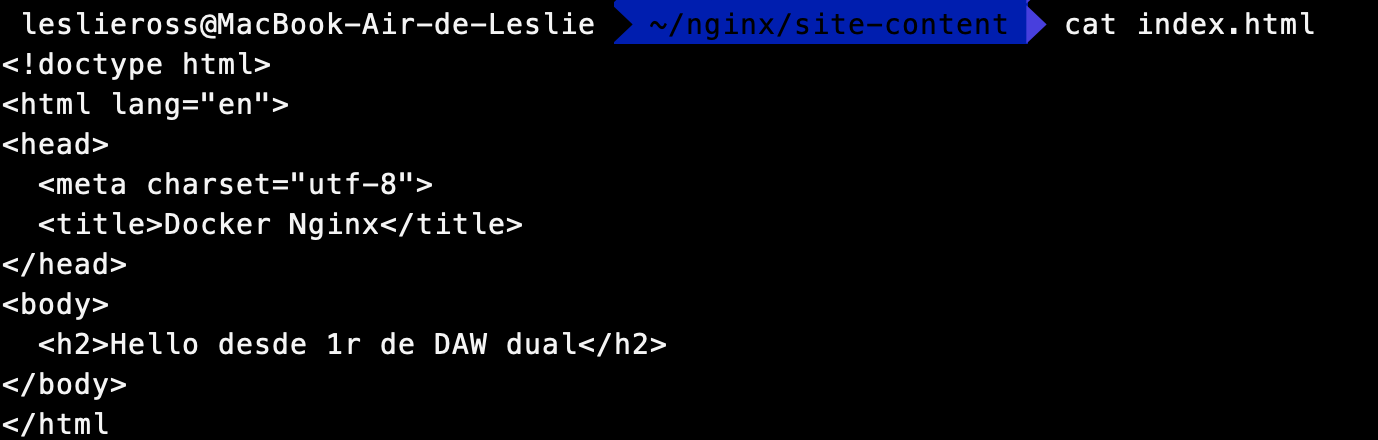 leslieross@MacBook-Air-de-Leslie ~/nginx/site-content cat index.html
<!doctype html>
<html lang="en">
<head>
  <meta charset="utf-8">
  <title>Docker Nginx</title>
</head>
<body>
  <h2>Hello desde 1r de DAW dual</h2>
</body>
</html